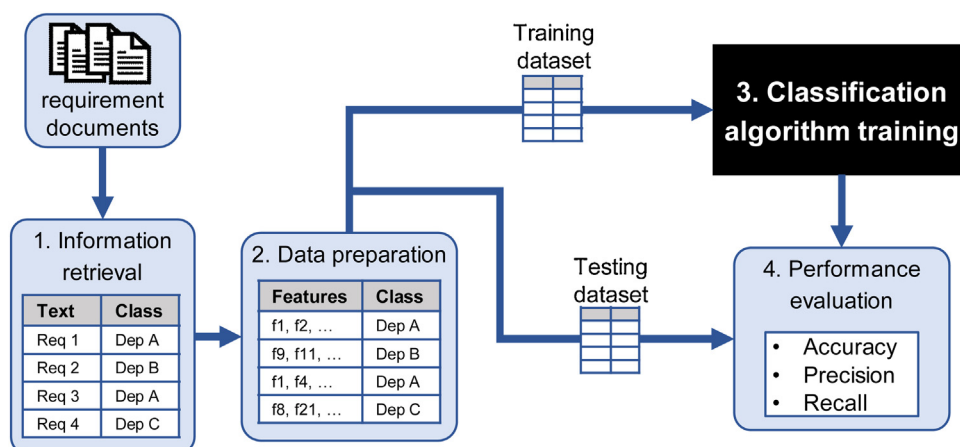 requirement
documents
1. Information
retrieval
Text Class
Req 1 Dep A
Req 2 Dep B
Req 3 Dep A
Req 4 Dep C
2. Data preparation
Features Class
f1, f2, … Dep A
f9, f11, … Dep B
f1, f4, … Dep A
f8, f21, … Dep C
Training
dataset
3. Classification
algorithm training
Testing
dataset
4. Performance
evaluation
• Accuracy
• Precision
• Recall